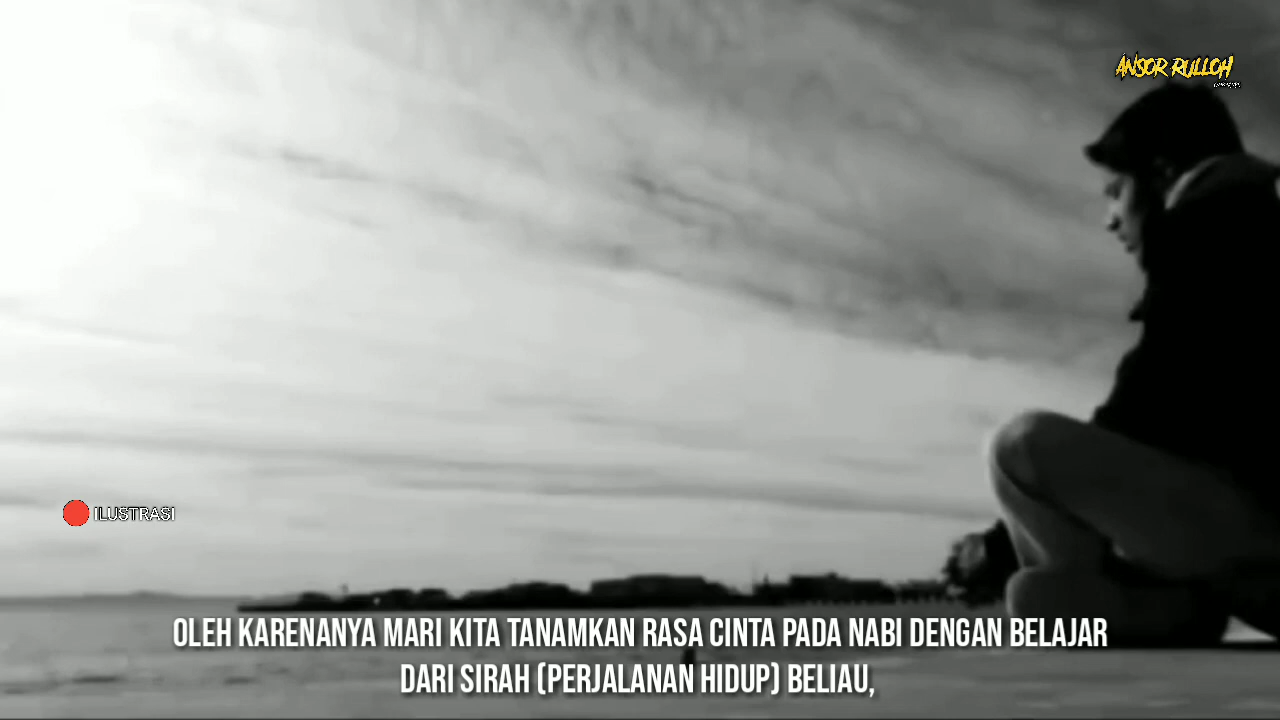 ANSOR RULLOH
ILUSTRASI
OLEH KARENANYA MARI KITA TANAMKAN RASA CINTA PADA NABI DENGAN BELAJAR
DARI SIRAH (PERJALANAN HIDUP) BELIAU,